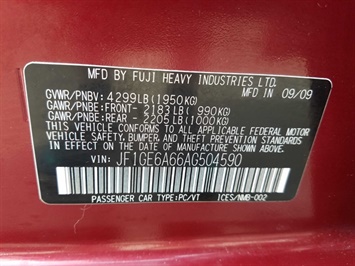 MFD BY FUJI HEAVY INDUSTRIES LTD.
GVWR/PNBV: 4299LB (1950KG) 4-IN 09/09
GAWR/PNBE:FRONT- 2183LB ( 990KG)
GAWR/PNBE:REAR - 2205LB (1000KG)
THIS VEHICLE CONFORMS TO ALL APPLICABLE FEDERAL MOTOR
VEHICLE SAFETY, BUMPER, AND THEFT PREVENTION STANDARDS
IN EFFECT ON THE DATE OF MANUFACTURE SHOWN ABOVE.
VIN: JF1GE6A66AG504590
PASSENGER CAR TYPE:PC/VT ICES/NMB-002